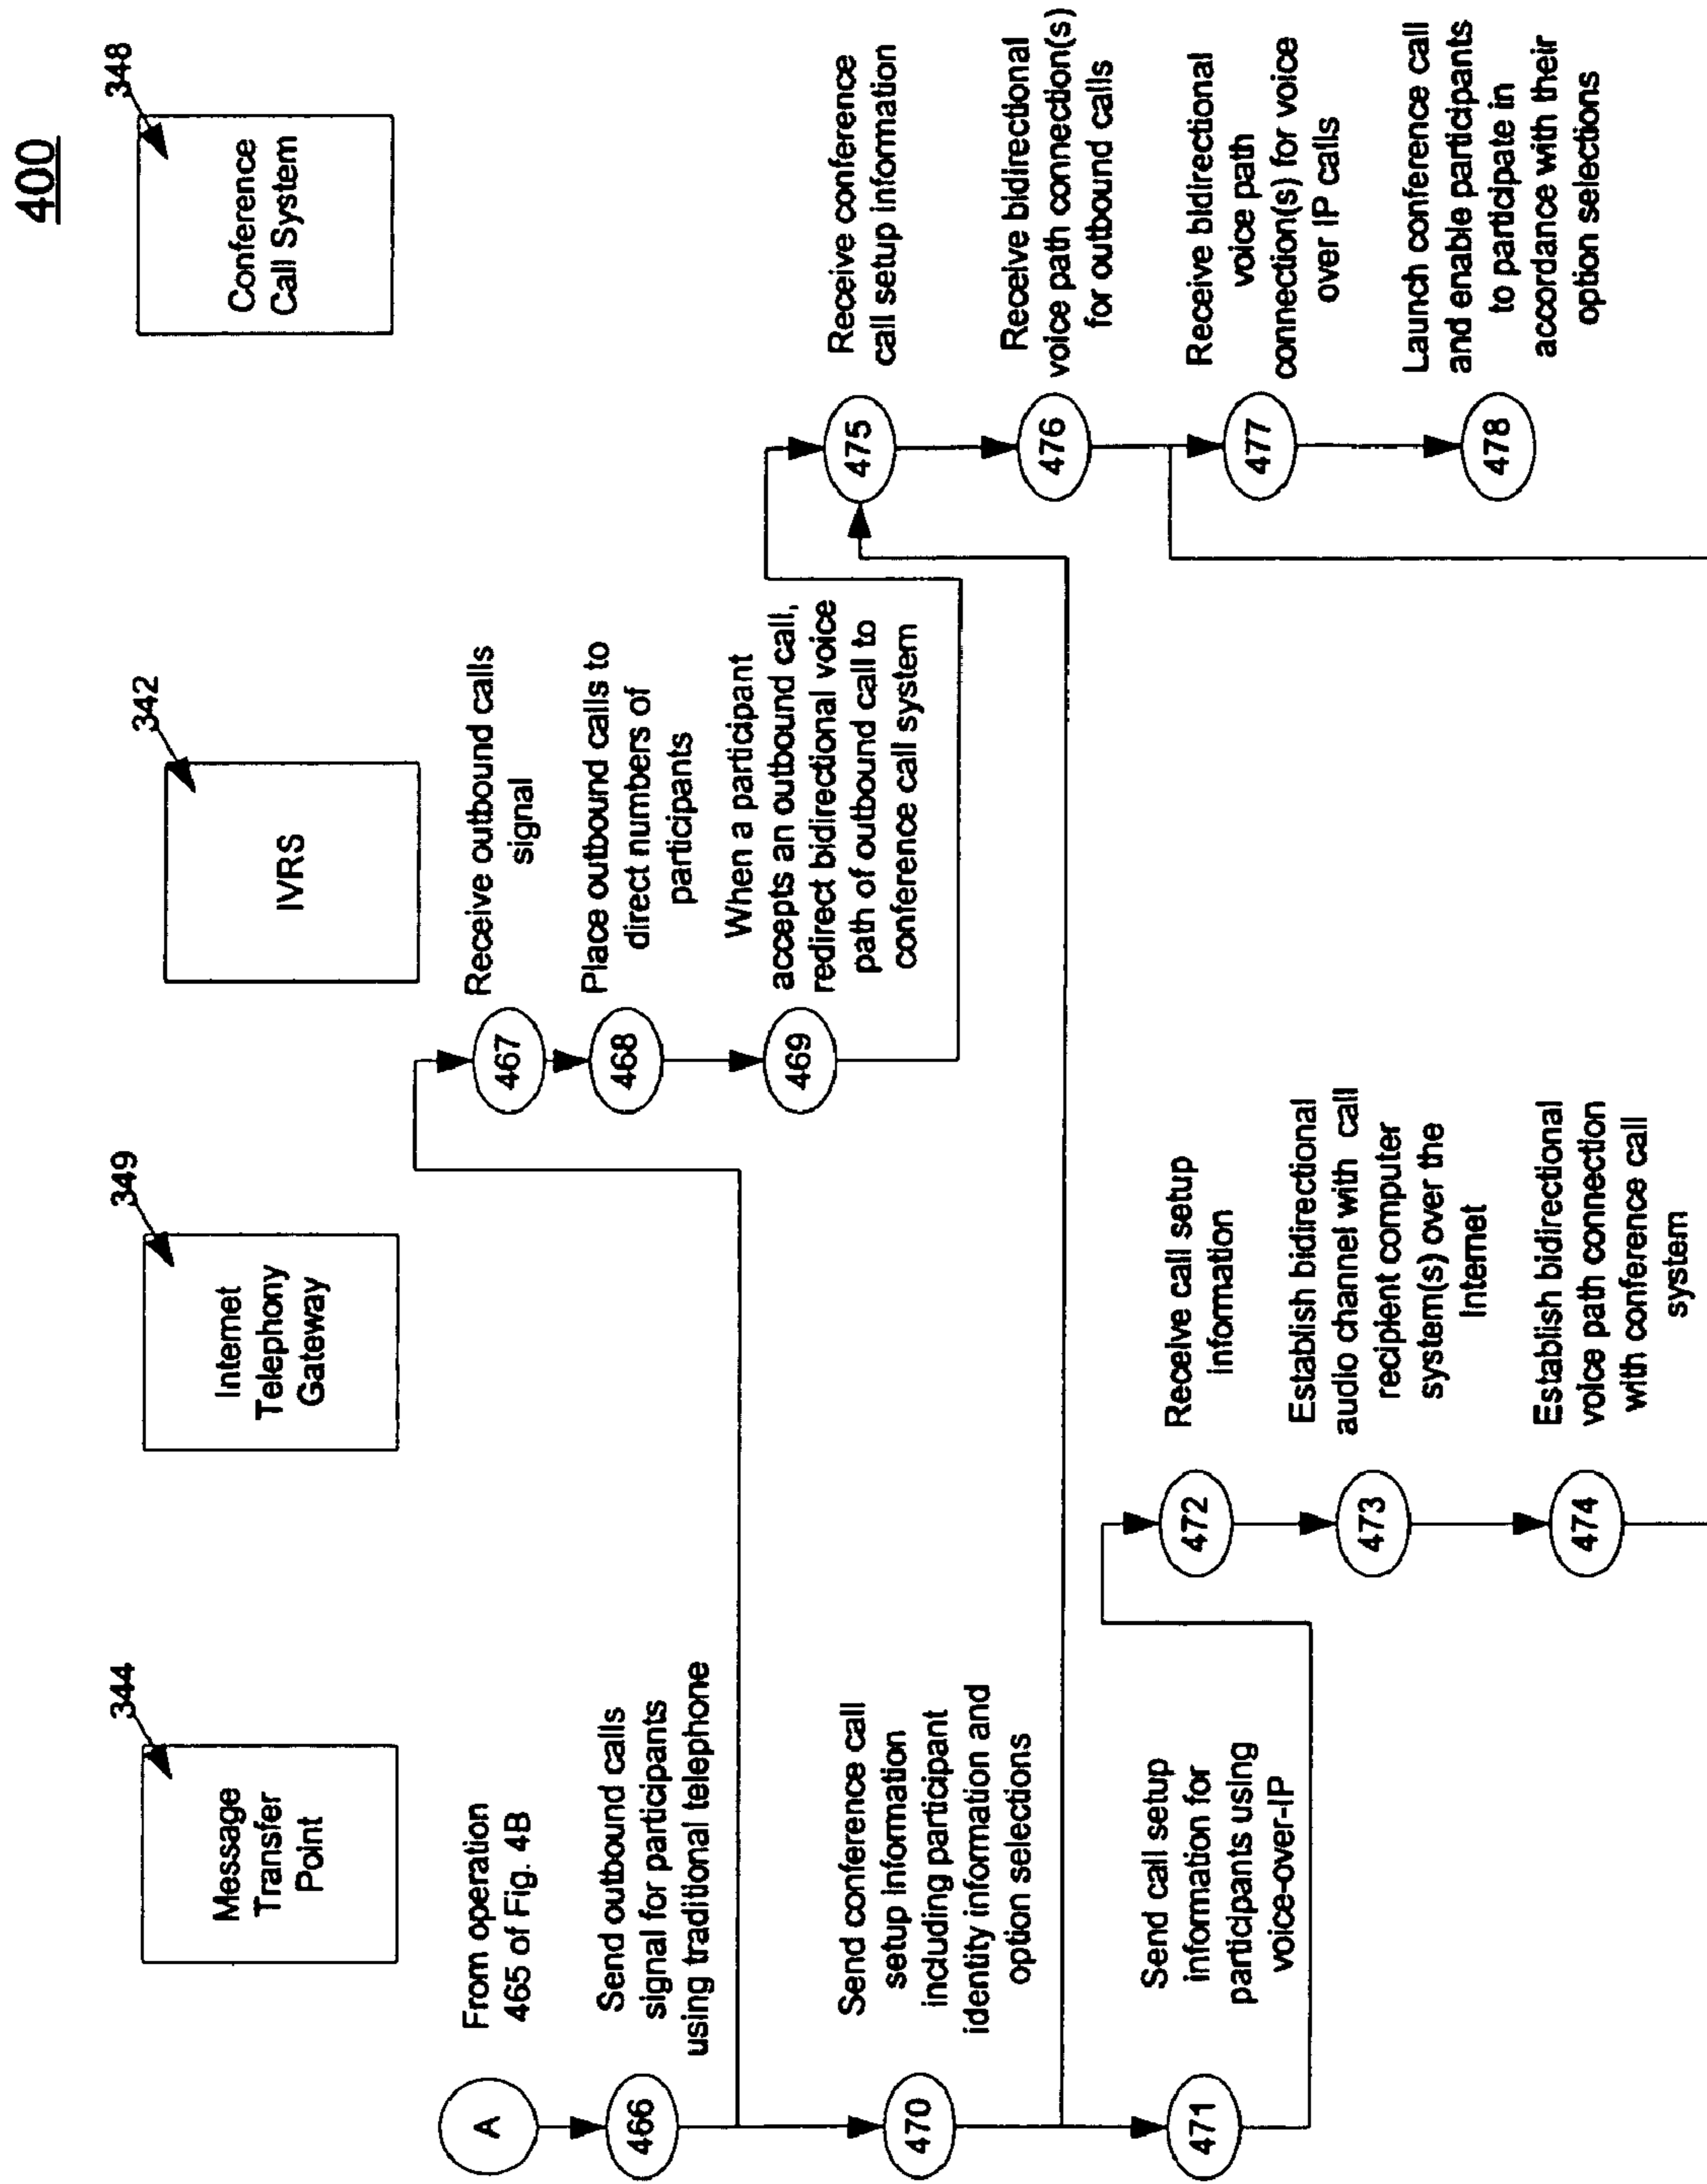 400
344
Message
Transfer
Point
349
Internet
Telephony
Gateway
342
IVRS
348
Conference
Call System
A
From operation
465 of Fig. 4B
466
Send outbound calls
signal for participants
using traditional telephone
470
Send conference call
setup information
including participant
identity information and
option selections
471
Send call setup
information for
participants using
voice-over-IP
472
Receive call setup
information
473
Establish bidirectional
audio channel with call
recipient computer
system(s) over the
Internet
474
Establish bidirectional
voice path connection
with conference call
system
467
Receive outbound calls
signal
468
Place outbound calls to
direct numbers of
participants
469
When a participant
accepts an outbound call,
redirect bidirectional voice
path of outbound call to
conference call system
475
Receive conference
call setup information
476
Receive bidirectional
voice path connection(s)
for outbound calls
477
Receive bidirectional
voice path
connection(s) for voice
over IP calls
478
Launch conference call
and enable participants
to participate in
accordance with their
option selections